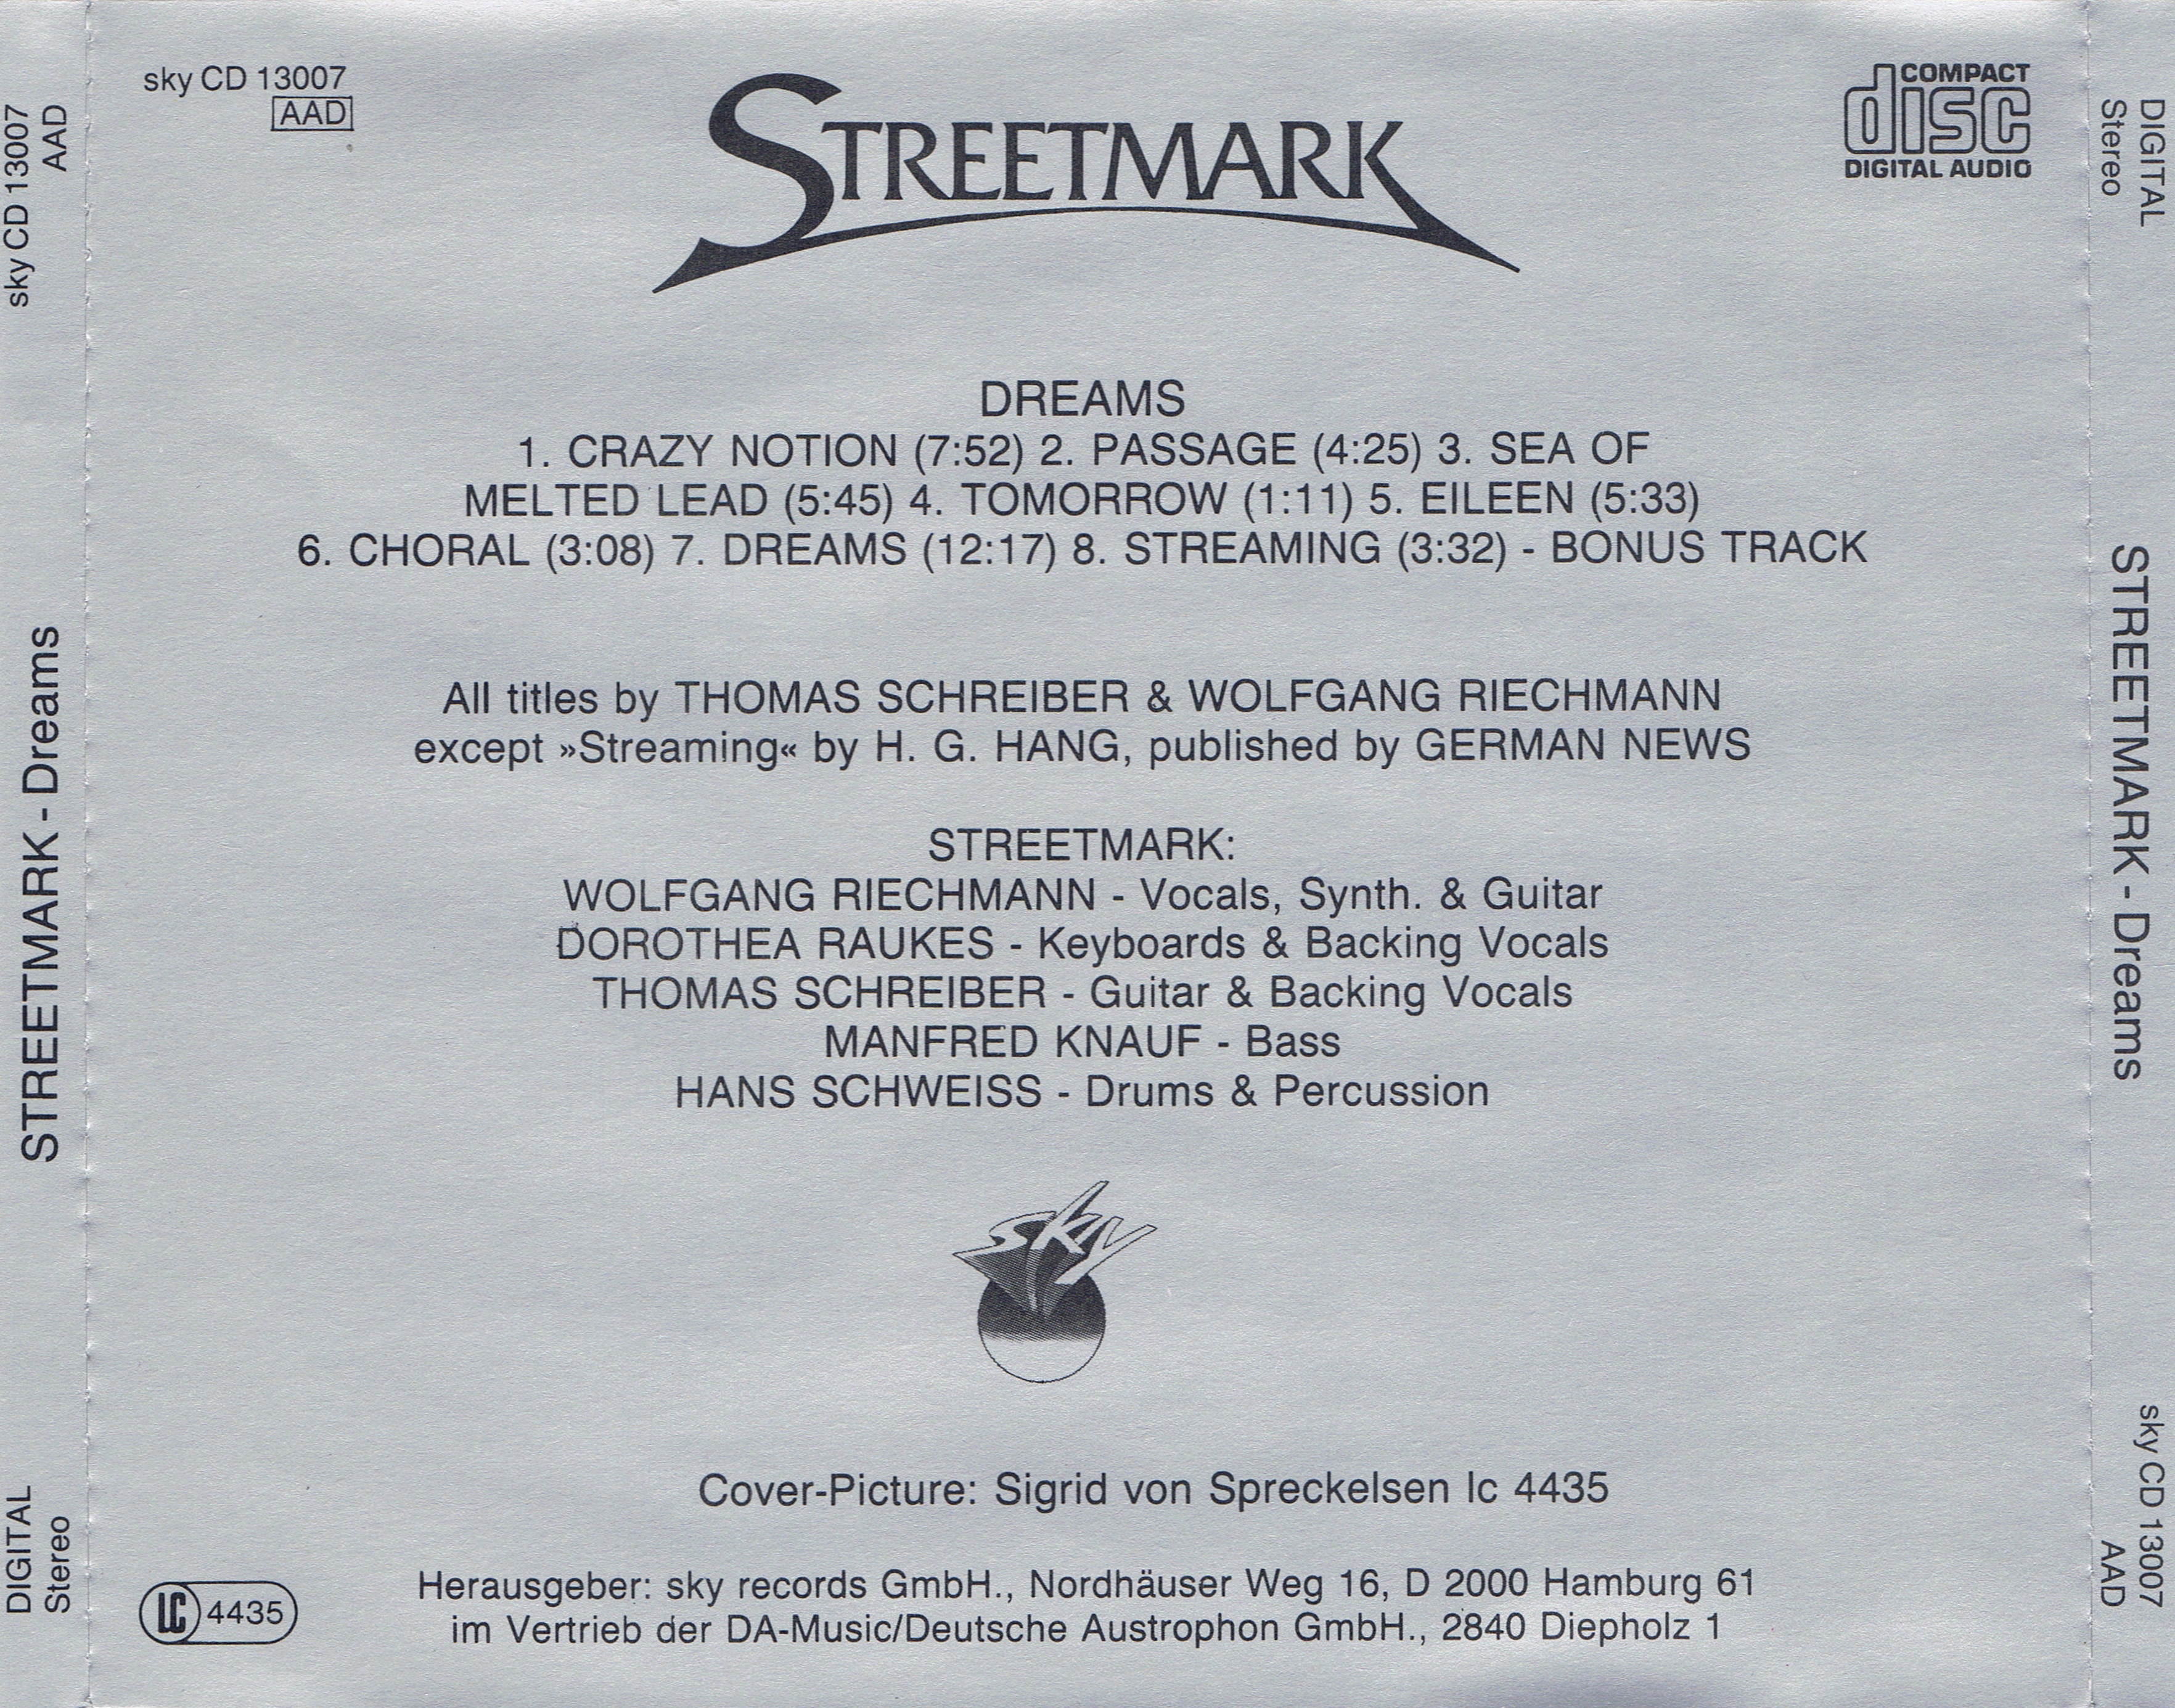 sky CD 13007
AAD
STREETMARK
COMPACT
disc
DIGITAL AUDIO
DREAMS
1. CRAZY NOTION (7:52) 2. PASSAGE (4:25) 3. SEA OF
MELTED LEAD (5:45) 4. TOMORROW (1:11) 5. EILEEN (5:33)
6. CHORAL (3:08) 7. DREAMS (12:17) 8. STREAMING (3:32) - BONUS TRACK
All titles by THOMAS SCHREIBER & WOLFGANG RIECHMANN
except »Streaming« by H. G. HANG, published by GERMAN NEWS
STREETMARK:
WOLFGANG RIECHMANN - Vocals, Synth. & Guitar
DOROTHEA RAUKES - Keyboards & Backing Vocals
THOMAS SCHREIBER - Guitar & Backing Vocals
MANFRED KNAUF - Bass
HANS SCHWEISS - Drums & Percussion
sky
Cover-Picture: Sigrid von Spreckelsen lc 4435
LC 4435
Herausgeber: sky records GmbH., Nordhäuser Weg 16, D 2000 Hamburg 61
im Vertrieb der DA-Music/Deutsche Austrophon GmbH., 2840 Diepholz 1
DIGITAL
Stereo
STREETMARK - Dreams
sky CD 13007
AAD
DIGITAL
Stereo
STREETMARK - Dreams
sky CD 13007
AAD